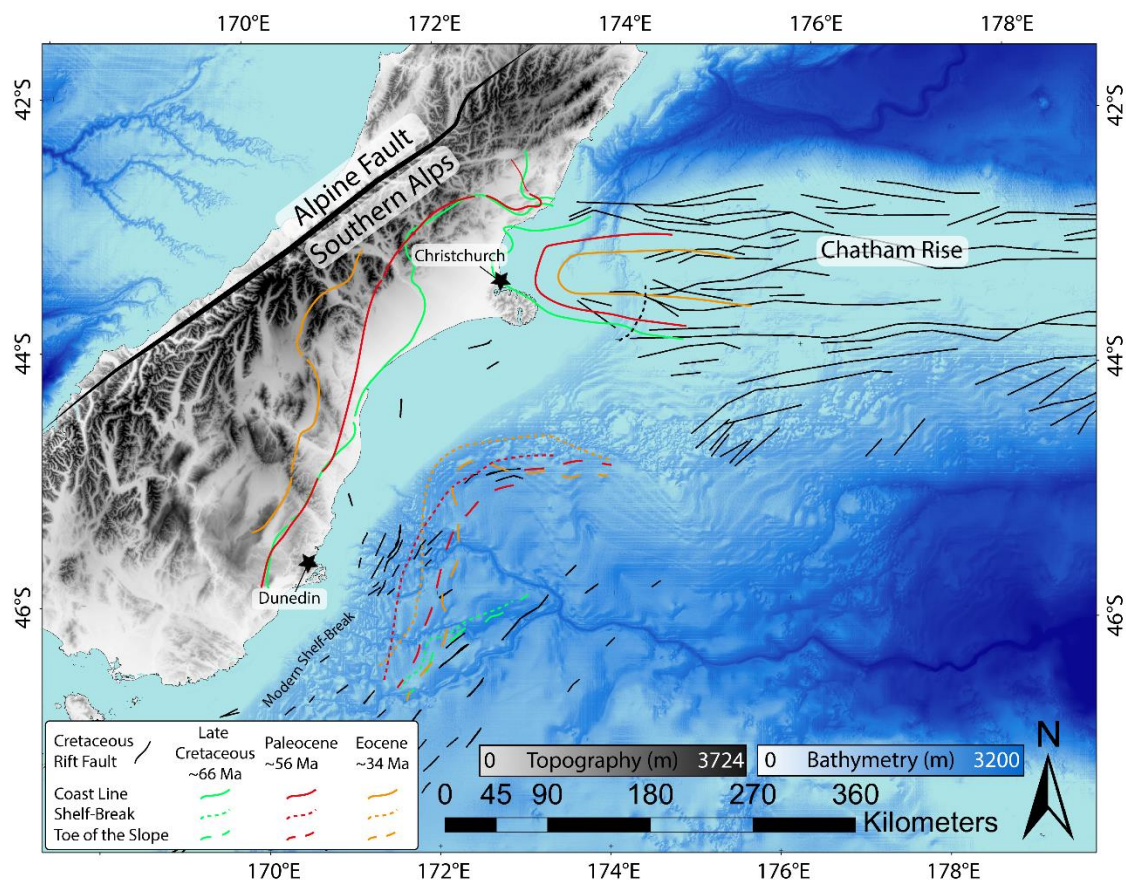 170°E 172°E 174°E 176°E 178°E
42°S 42°S
Alpine Fault
Southern Alps
Christchurch
Chatham Rise
44°S 44°S
46°S 46°S
Dunedin
Modern Shelf-Break
Cretaceous
Rift Fault
Late
Cretaceous
~66 Ma
Paleocene
~56 Ma
Eocene
~34 Ma
Coast Line
Shelf-Break
Toe of the Slope
0 Topography (m) 3724
0 Bathymetry (m) 3200
N
0 45 90 180 270 360
Kilometers
170°E 172°E 174°E 176°E 178°E